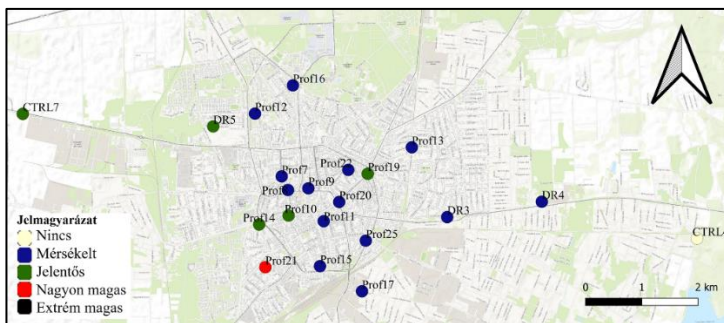 Prof16
CTRL7
Prof12
DR5
Prof13
Prof22
Prof19
Prof7
Prof9
Prof20
DR4
Prof10
Prof14
Prof11
DR3
Prof25
CTRL
Prof21
Prof15
Prof17
Jelmagyarázat
Nincs
Mérsékelt
Jelentős
Nagyon magas
Extrém magas
0 1 2 km